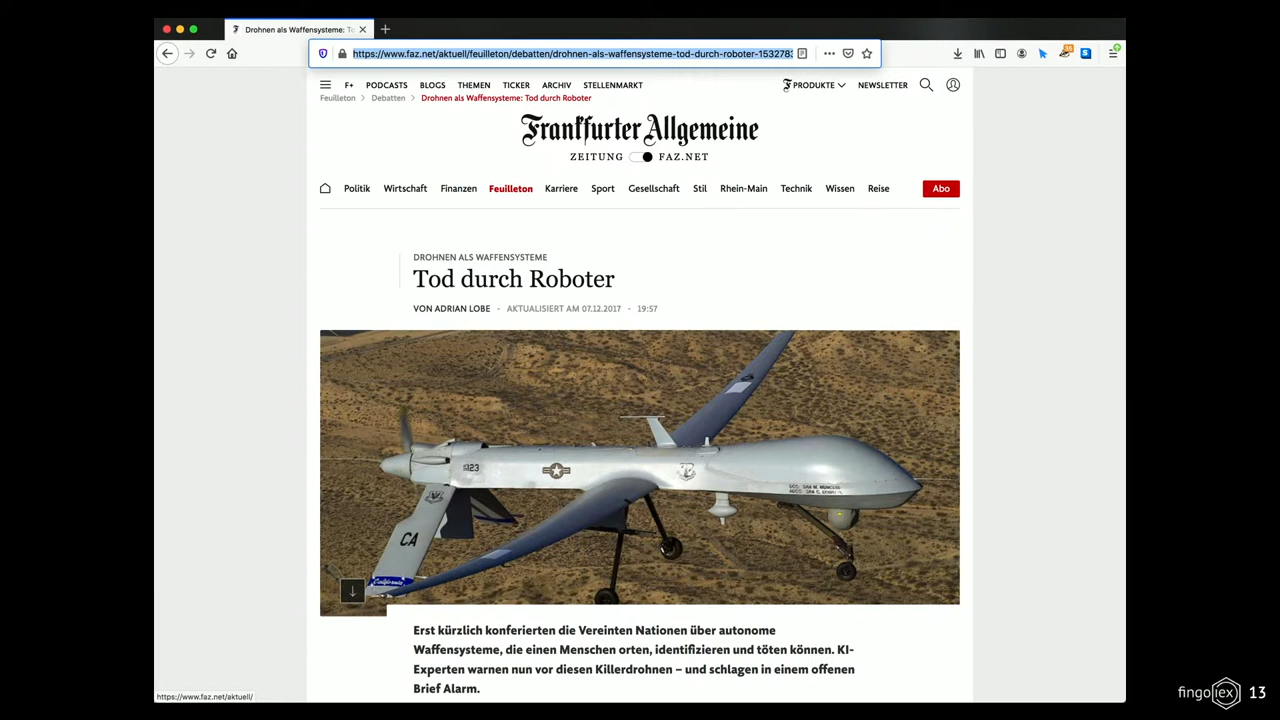 Drohnen als Waffensysteme: To
https://www.faz.net/aktuell/feuilleton/debatten/drohnen-als-waffensysteme-tod-durch-roboter-1532783
F+ PODCASTS BLOGS THEMEN TICKER ARCHIV STELLENMARKT
PRODUKTE NEWSLETTER
Feuilleton > Debatten > Drohnen als Waffensysteme: Tod durch Roboter
Frankfurter Allgemeine
ZEITUNG FAZ.NET
Politik Wirtschaft Finanzen Feuilleton Karriere Sport Gesellschaft Stil Rhein-Main Technik Wissen Reise Abo
DROHNEN ALS WAFFENSYSTEME
Tod durch Roboter
VON ADRIAN LOBE - AKTUALISIERT AM 07.12.2017 - 19:57
123
CA
Erst kürzlich konferierten die Vereinten Nationen über autonome
Waffensysteme, die einen Menschen orten, identifizieren und töten können. KI-
Experten warnen nun vor diesen Killerdrohnen – und schlagen in einem offenen
Brief Alarm.
https://www.faz.net/aktuell/
fingolex 13